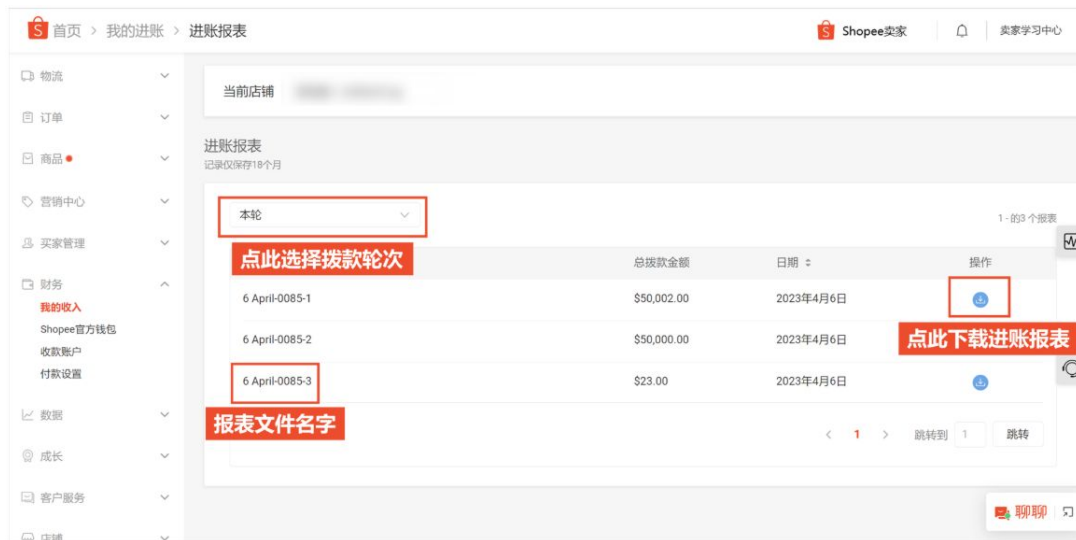 首页 > 我的进账 > 进账报表
Shopee卖家
卖家学习中心
物流
订单
商品
营销中心
买家管理
财务
我的收入
Shopee官方钱包
收款账户
付款设置
数据
成长
客户服务
店铺
当前店铺
进账报表
记录仅保存18个月
本轮
1 - 的3 个报表
点此选择拨款轮次
总拨款金额 日期 操作
6 April-0085-1 $50,002.00 2023年4月6日
6 April-0085-2 $50,000.00 2023年4月6日
点此下载进账报表
6 April-0085-3 $23.00 2023年4月6日
报表文件名字
< 1 > 跳转到 1 跳转
聊聊